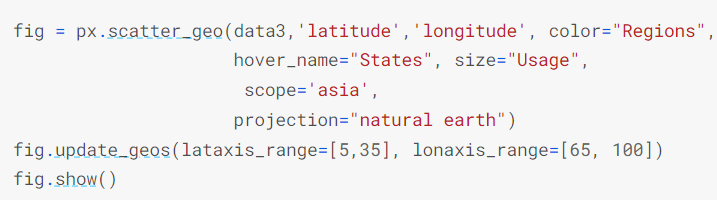 fig = px.scatter_geo(data3,'latitude','longitude', color="Regions",
hover_name="States", size="Usage",
scope='asia',
projection="natural earth")
fig.update_geos(lataxis_range=[5,35], lonaxis_range=[65, 100])
fig.show()